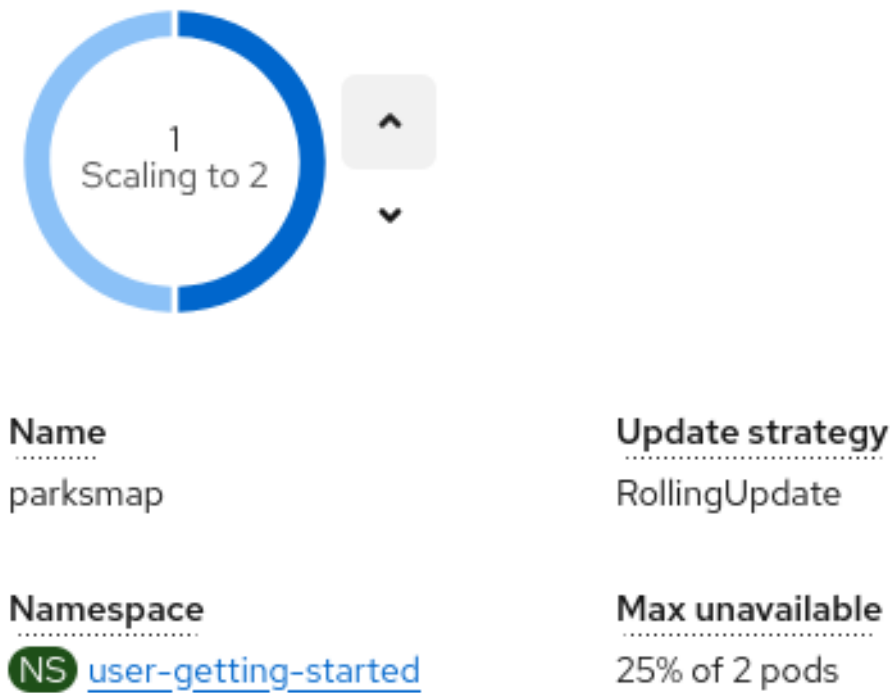 1
Scaling to 2
Name
parksmap
Update strategy
RollingUpdate
Namespace
NS user-getting-started
Max unavailable
25% of 2 pods